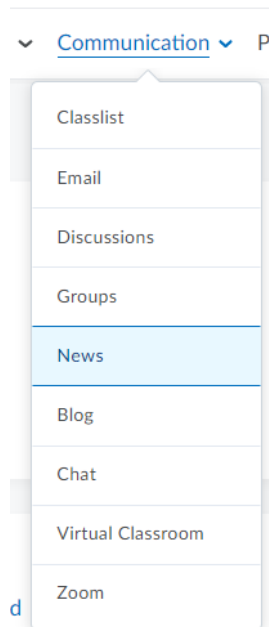 Communication P
Classlist
Email
Discussions
Groups
News
Blog
Chat
Virtual Classroom
Zoom
d